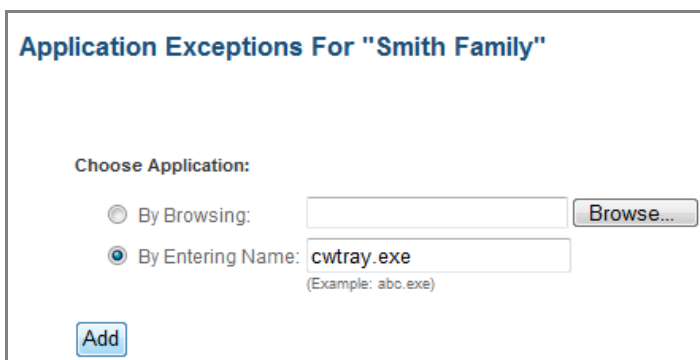 Application Exceptions For "Smith Family"
Choose Application:
By Browsing: Browse...
By Entering Name: cwtray.exe
(Example: abc.exe)
Add